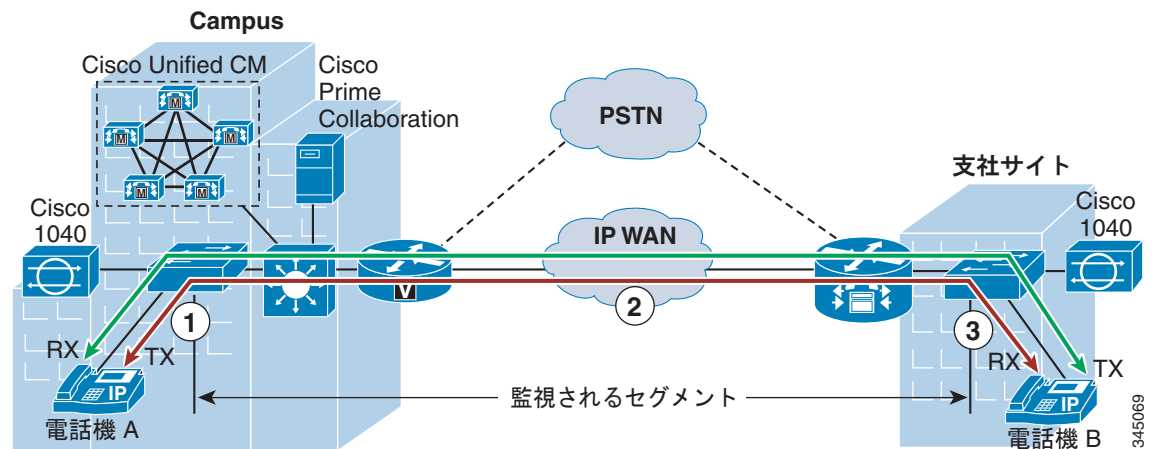 Campus
Cisco Unified CM
Cisco
Prime
Collaboration
M
M
M
M
M
PSTN
支社サイト
Cisco
1040
IP WAN
Cisco
1040
V
1
2
3
RX
TX
RX
TX
IP
IP
監視されるセグメント
電話機 A
電話機 B
345069